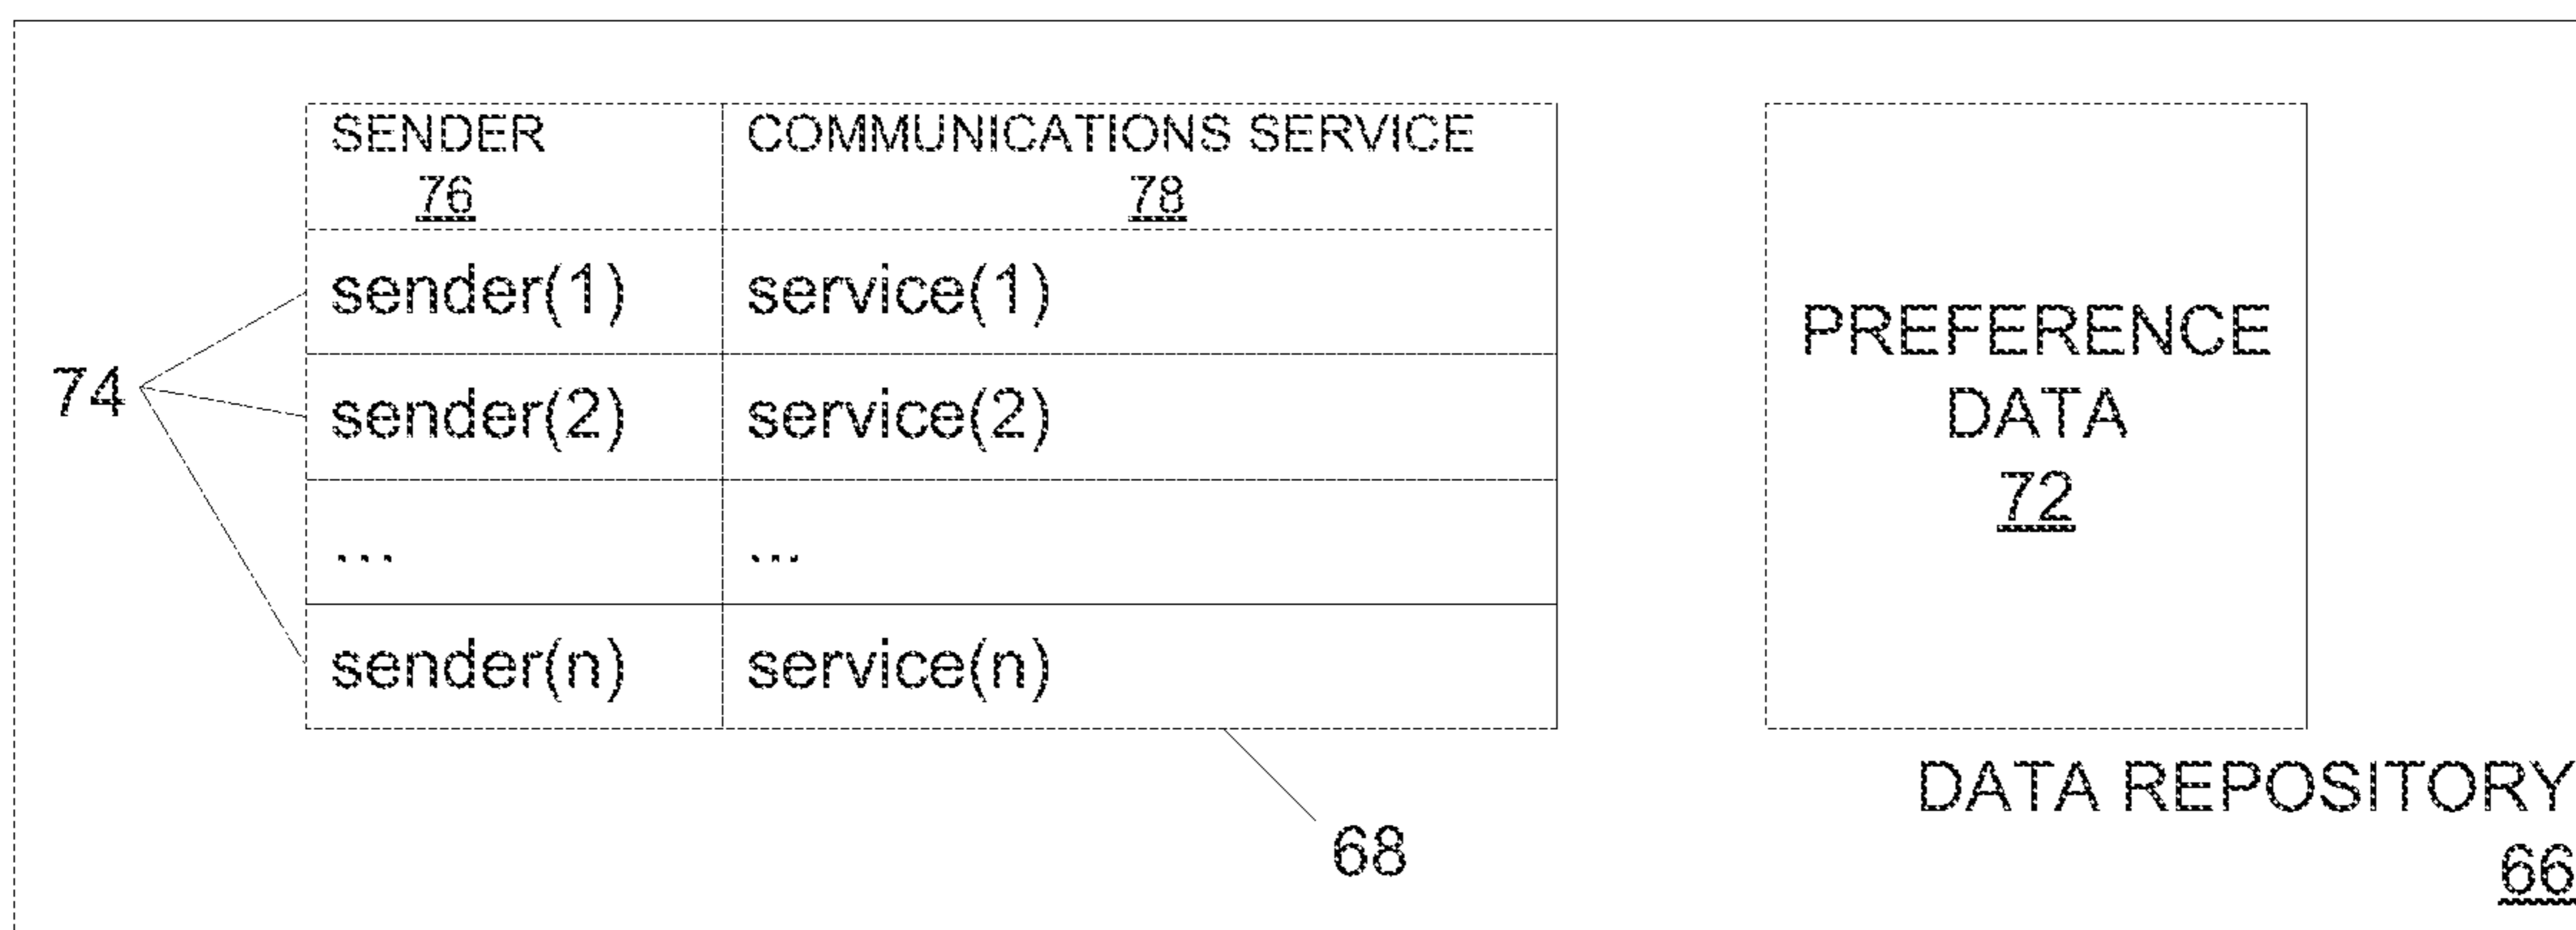 SENDER COMMUNICATIONS SERVICE
76 78
sender(1) service(1)
74
sender(2) service(2)
... ...
sender(n) service(n)
68
PREFERENCE
DATA
72
DATA REPOSITORY
66